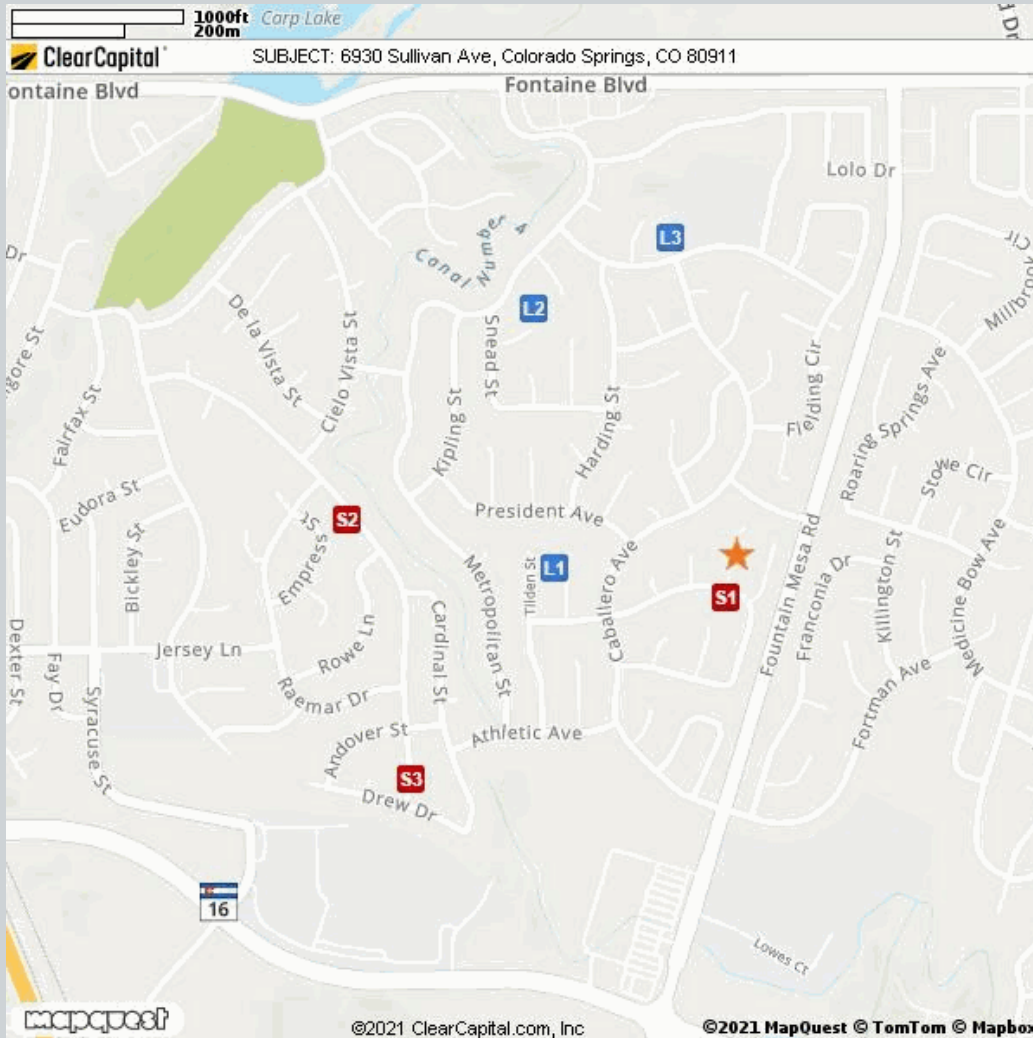 1000ft
200m
Carp Lake
ClearCapital
SUBJECT: 6930 Sullivan Ave, Colorado Springs, CO 80911
ontaine Blvd
Fontaine Blvd
Lolo Dr
L3
Canal Number 4
Dr
Cir
Millbrook
L2
De la Vista St
Cielo Vista St
Snead St
gore St
Fairfax St
Kipling St
Harding St
Fielding Cir
Roaring Springs Ave
Stowe Cir
Eudora St
S2
President Ave
Bickley St
Empress St
L1
Tilden St
Metropolitan St
Caballero Ave
S1
Fountain Mesa Rd
Franconia Dr
Killington St
Medicine Bow Ave
Dexter St
Fay Dr
Jersey Ln
Rowe Ln
Cardinal St
Raemar Dr
Syracuse St
Andover St
Athletic Ave
Fortman Ave
S3
Drew Dr
16
Lowes Ct
mapquest
©2021 ClearCapital.com, Inc
©2021 MapQuest © TomTom © Mapbox